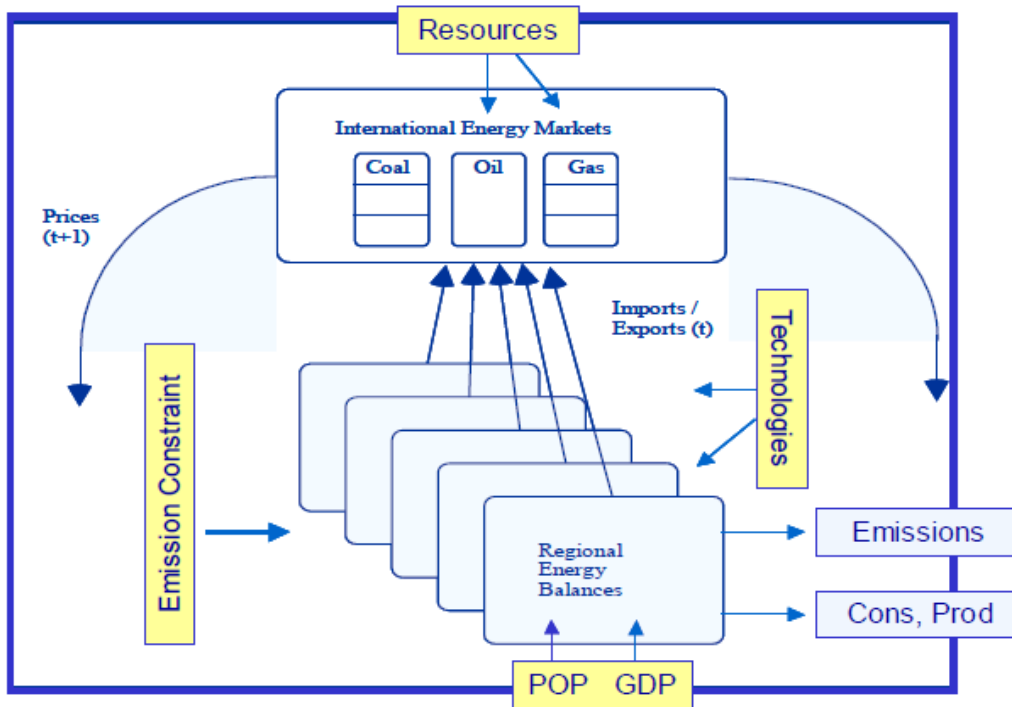 Resources
International Energy Markets
Coal
Oil
Gas
Prices
(t+1)
Imports /
Exports (t)
Technologies
Emission Constraint
Regional
Energy
Balances
Emissions
Cons, Prod
POP GDP